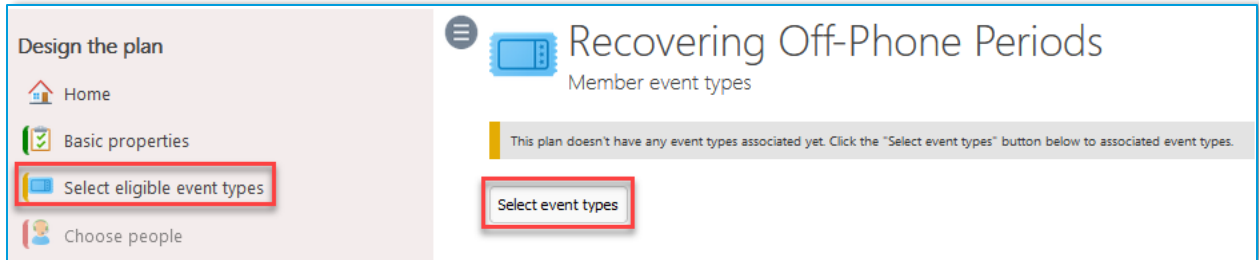 Design the plan
Home
Basic properties
Select eligible event types
Choose people
Recovering Off-Phone Periods
Member event types
This plan doesn't have any event types associated yet. Click the "Select event types" button below to associated event types.
Select event types